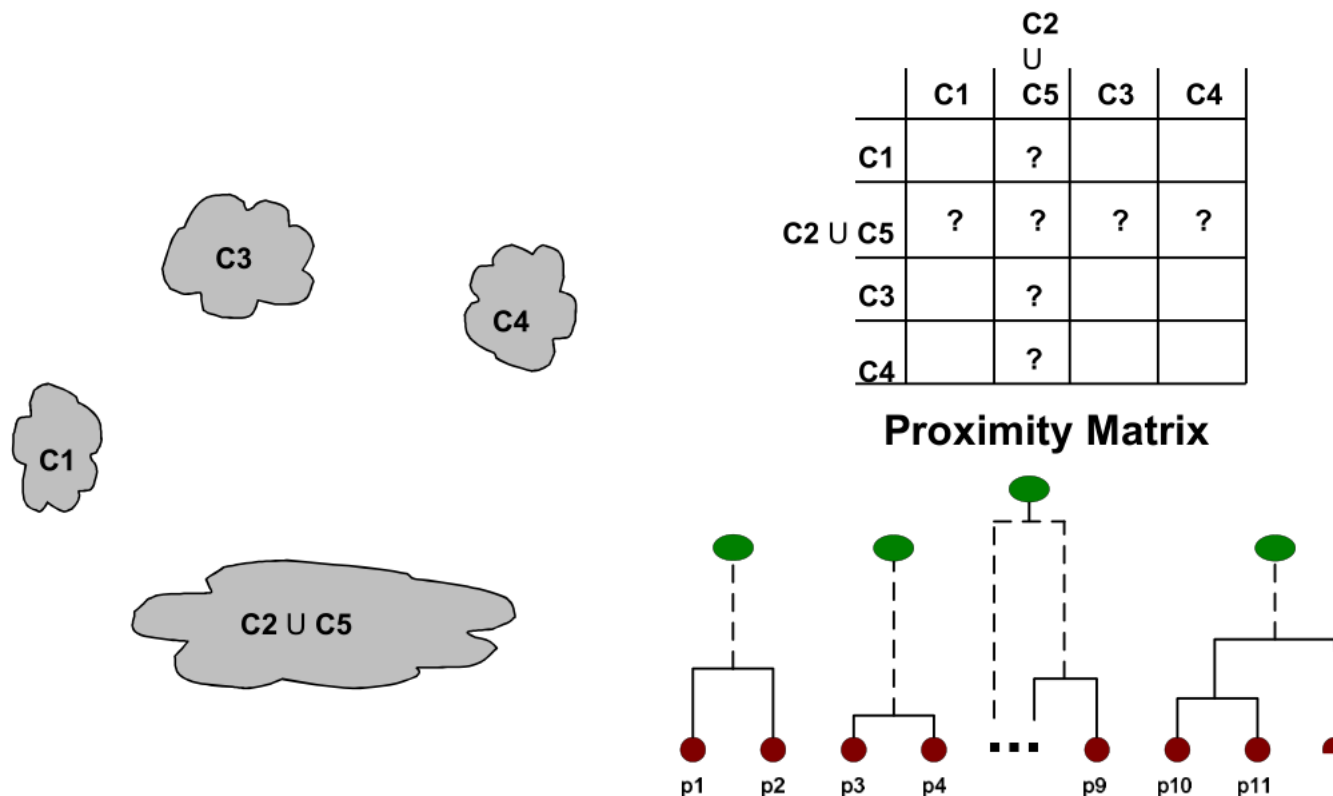 C2
U
C1 C5 C3 C4
C1 ?
C2 U C5 ? ? ? ?
C3 ?
C4 ?
Proximity Matrix
C3
C4
C1
C2 U C5
...
p1 p2 p3 p4 p9 p10 p11